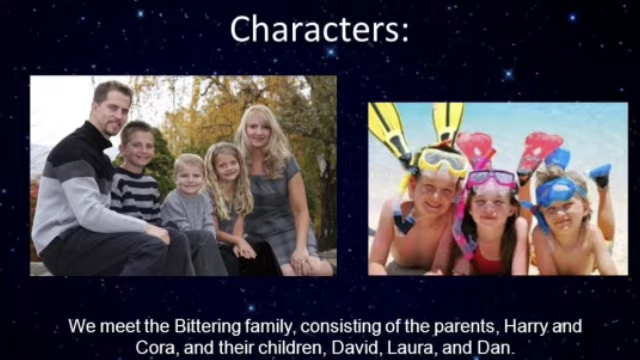 Characters:
We meet the Bittering family, consisting of the parents, Harry and
Cora, and their children, David, Laura, and Dan.